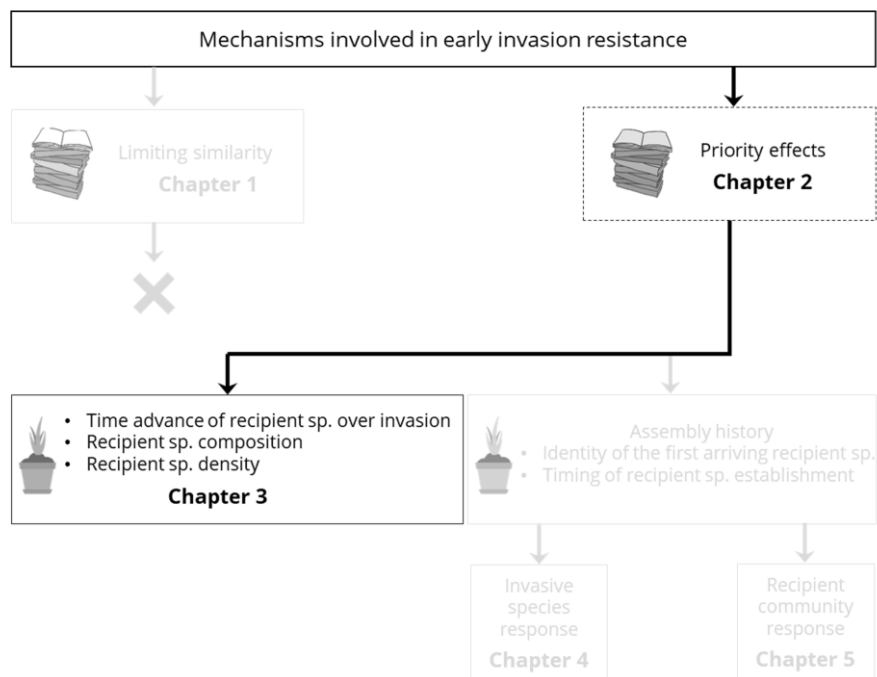 Mechanisms involved in early invasion resistance
Limiting similarity
Chapter 1
Priority effects
Chapter 2
• Time advance of recipient sp. over invasion
• Recipient sp. composition
• Recipient sp. density
Chapter 3
Assembly history
• Identity of the first arriving recipient sp.
• Timing of recipient sp. establishment
Invasive
species
response
Chapter 4
Recipient
community
response
Chapter 5